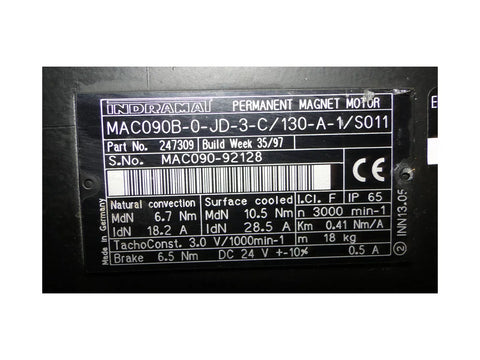 INDRAMAT PERMANENT MAGNET MOTOR
MAC090B-0-JD-3-C/130-A-1/S011
Part No. 247309 Build Week 35/97
S.No. MAC090-92128
CE
Natural convection Surface cooled I.Cl. F IP 65
MdN 6.7 Nm MdN 10.5 Nm n 3000 min-1
IdN 18.2 A IdN 28.5 A Km 0.41 Nm/A
TachoConst. 3.0 V/1000min-1 m 18 kg
Brake 6.5 Nm DC 24 V +-10% 0.5 A
Made in Germany
2 INN13.05
E